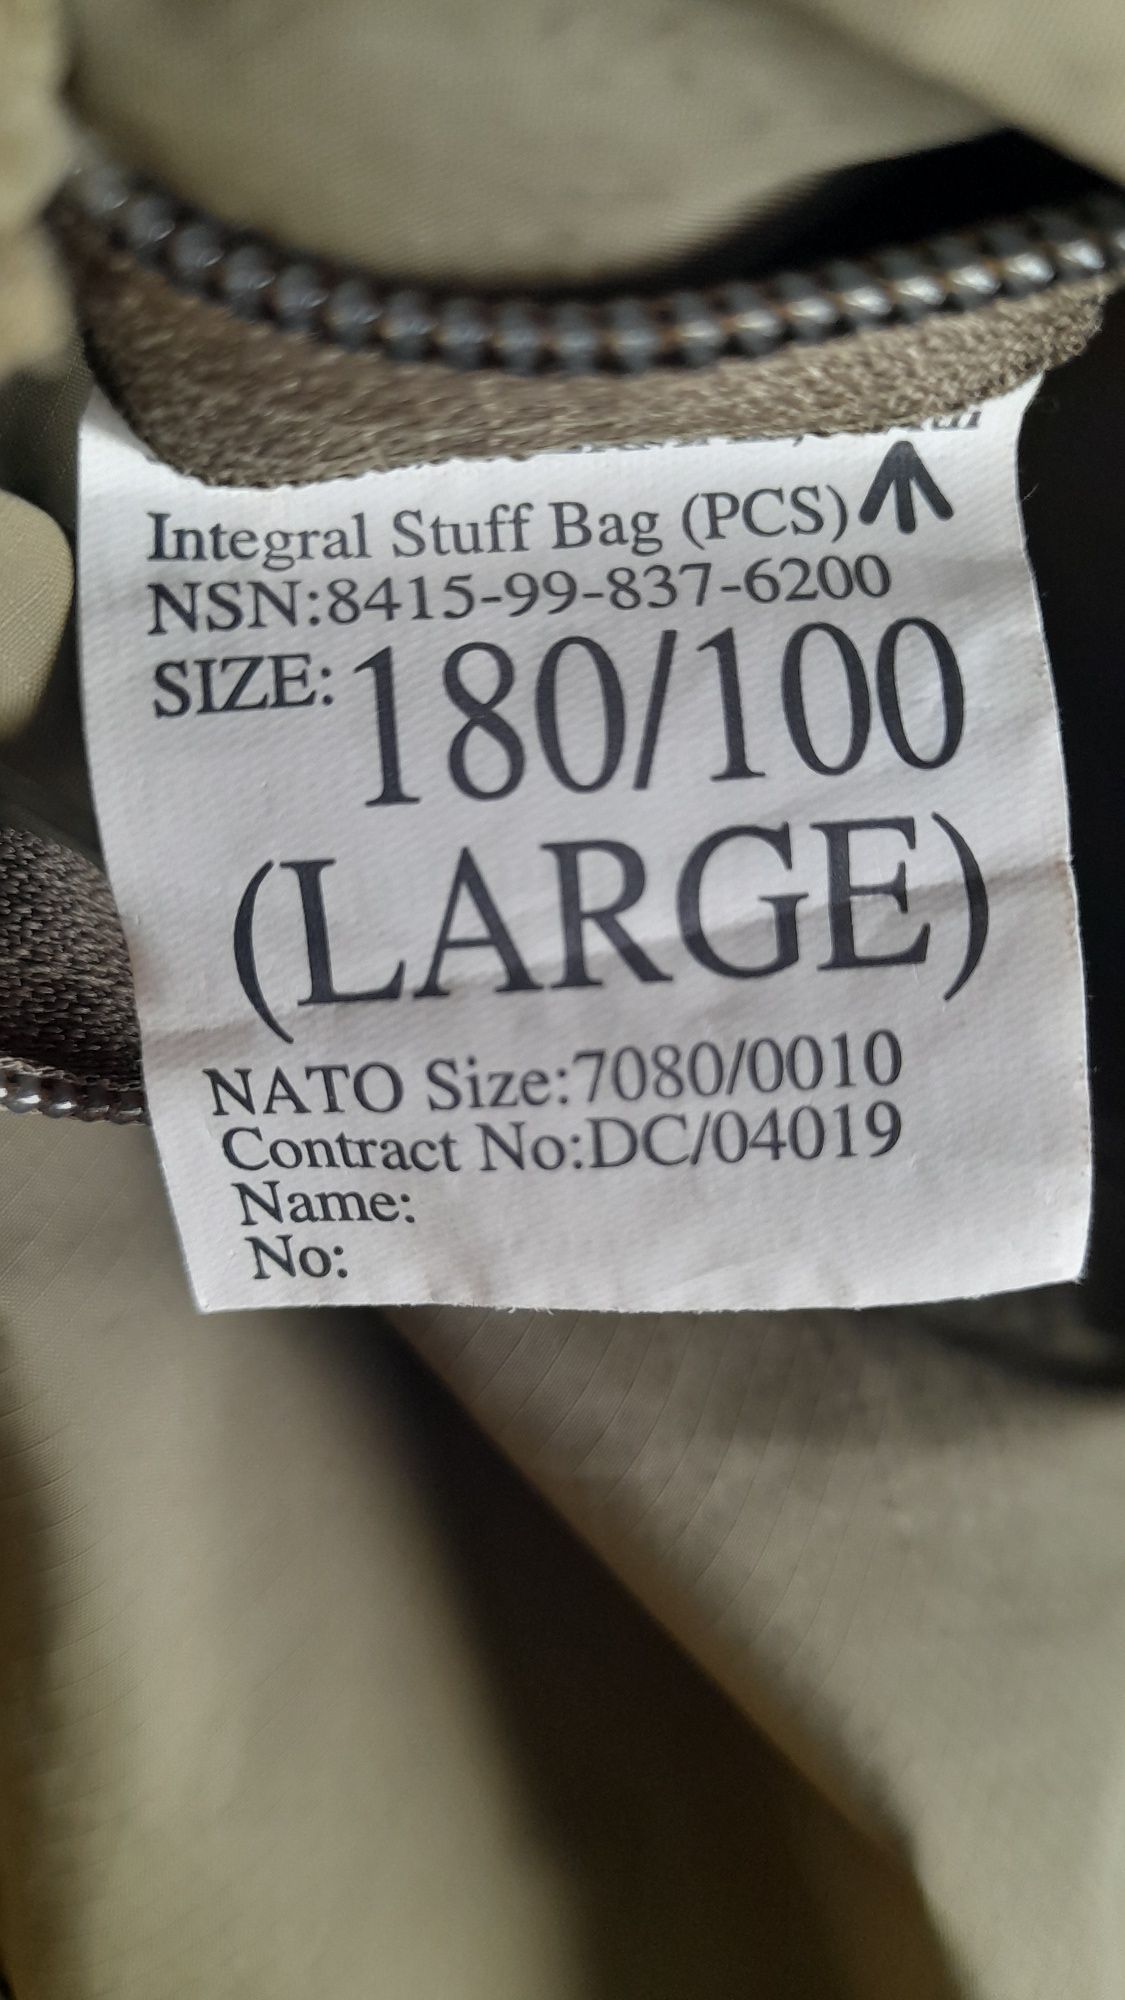 Integral Stuff Bag (PCS)
NSN:8415-99-837-6200
SIZE: 180/100
(LARGE)
NATO Size:7080/0010
Contract No:DC/04019
Name:
No: